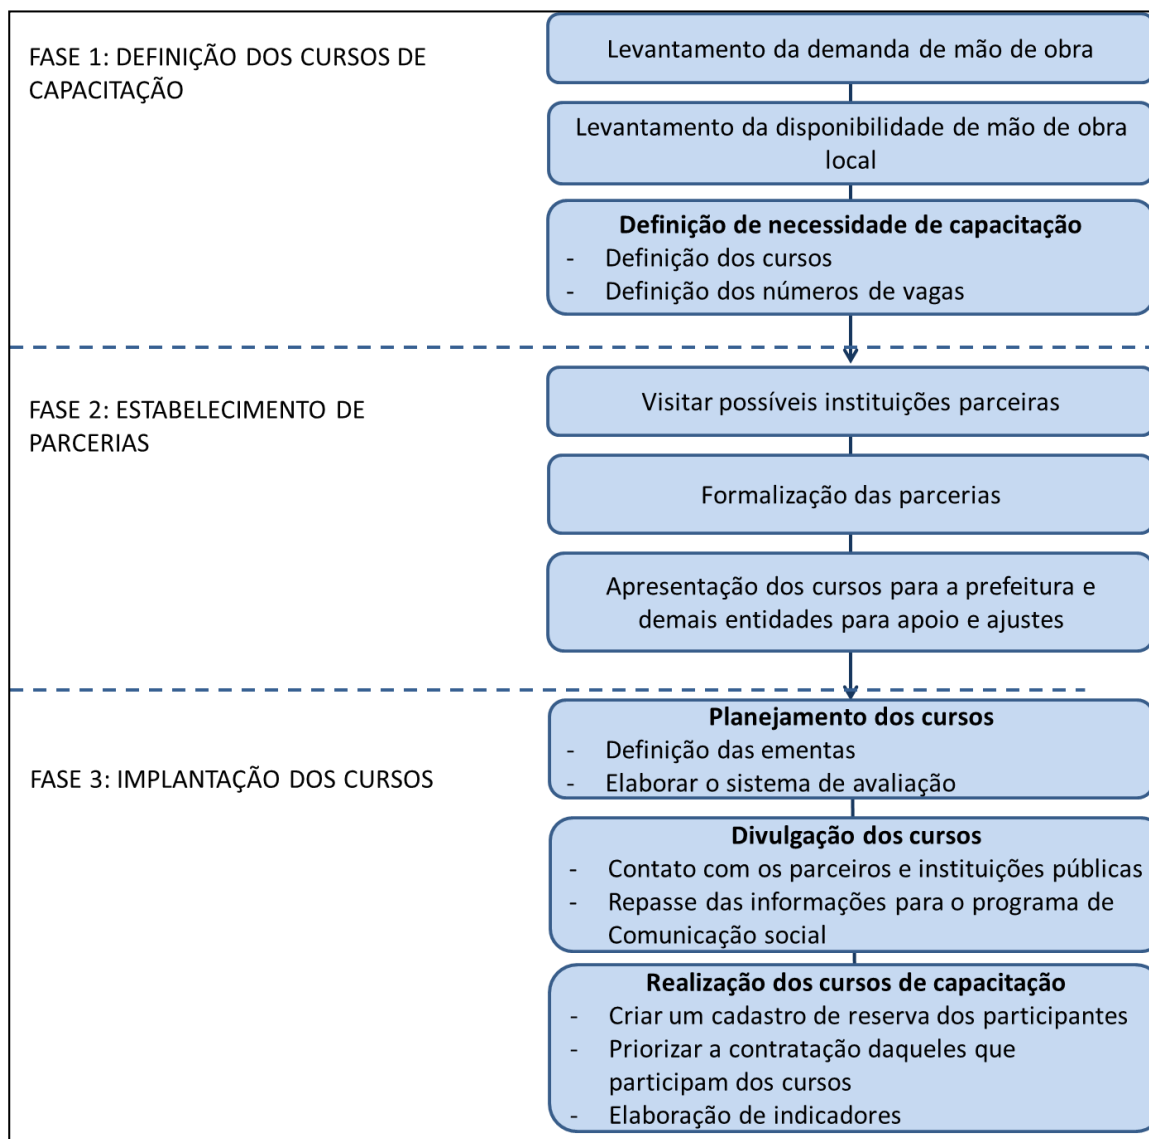 FASE 1: DEFINIÇÃO DOS CURSOS DE
CAPACITAÇÃO
Levantamento da demanda de mão de obra
Levantamento da disponibilidade de mão de obra
local
Definição de necessidade de capacitação
- Definição dos cursos
- Definição dos números de vagas
FASE 2: ESTABELECIMENTO DE
PARCERIAS
Visitar possíveis instituições parceiras
Formalização das parcerias
Apresentação dos cursos para a prefeitura e
demais entidades para apoio e ajustes
FASE 3: IMPLANTAÇÃO DOS CURSOS
Planejamento dos cursos
- Definição das ementas
- Elaborar o sistema de avaliação
Divulgação dos cursos
- Contato com os parceiros e instituições públicas
- Repasse das informações para o programa de
Comunicação social
Realização dos cursos de capacitação
- Criar um cadastro de reserva dos participantes
- Priorizar a contratação daqueles que
participam dos cursos
- Elaboração de indicadores